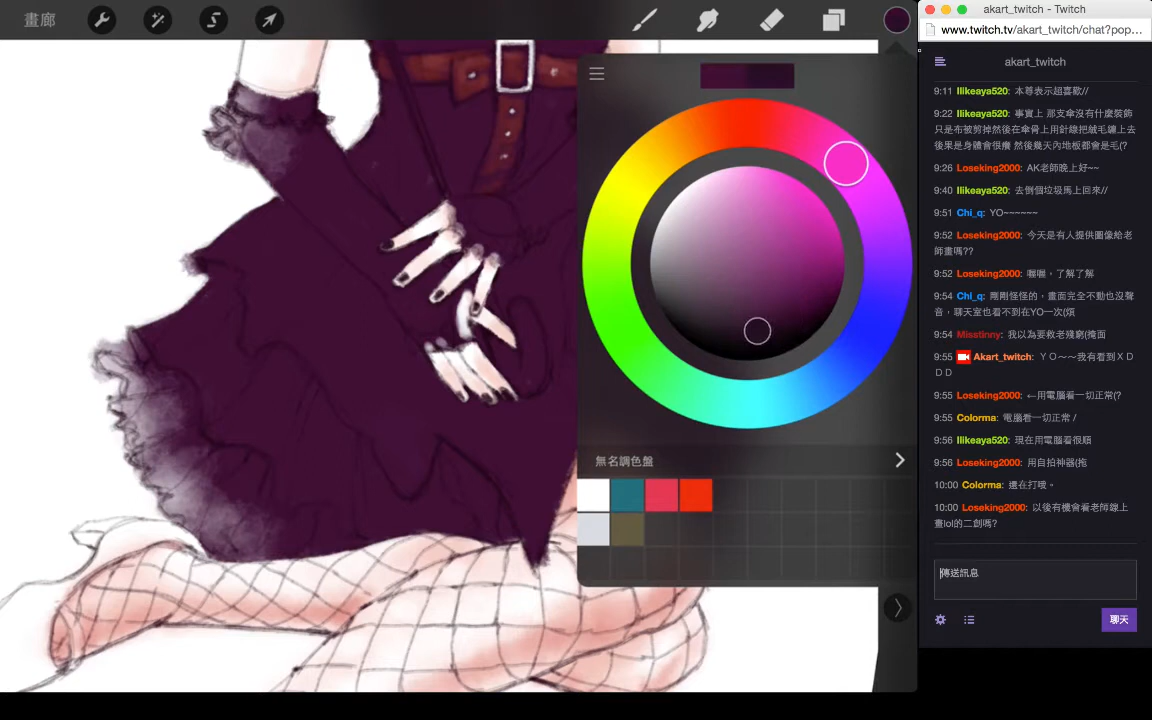 畫廊
無名調色盤
akart_twitch - Twitch
www.twitch.tv/akart_twitch/chat?pop...
akart_twitch
9:11 Ilikeaya520: 本尊表示超喜歡//
9:22 Ilikeaya520: 事實上 那支傘沒有什麼裝飾
只是布被剪掉然後在傘骨上用針線把絨毛纏上去
後果是身體會很癢 然後幾天內地板都會是毛(?
9:26 Loseking2000: AK老師晚上好~~
9:40 Ilikeaya520: 去倒個垃圾馬上回來//
9:51 Chi_q: YO~~~~~~
9:52 Loseking2000: 今天是有人提供圖像給老
師畫嗎??
9:52 Loseking2000: 喔喔，了解了解
9:54 Chi_q: 剛剛怪怪的，畫面完全不動也沒聲
音，聊天室也看不到在YO一次(煩
9:54 Misstinny: 我以為要救老殘窮(掩面
9:55 Akart_twitch: ＹＯ～～我有看到ＸＤ
ＤＤ
9:55 Loseking2000: ←用電腦看一切正常(?
9:55 Colorma: 電腦看一切正常 /
9:56 Ilikeaya520: 現在用電腦看很順
9:56 Loseking2000: 用自拍神器(拖
10:00 Colorma: 還在打噴。
10:00 Loseking2000: 以後有機會看老師線上
畫lol的二創嗎?
傳送訊息
聊天